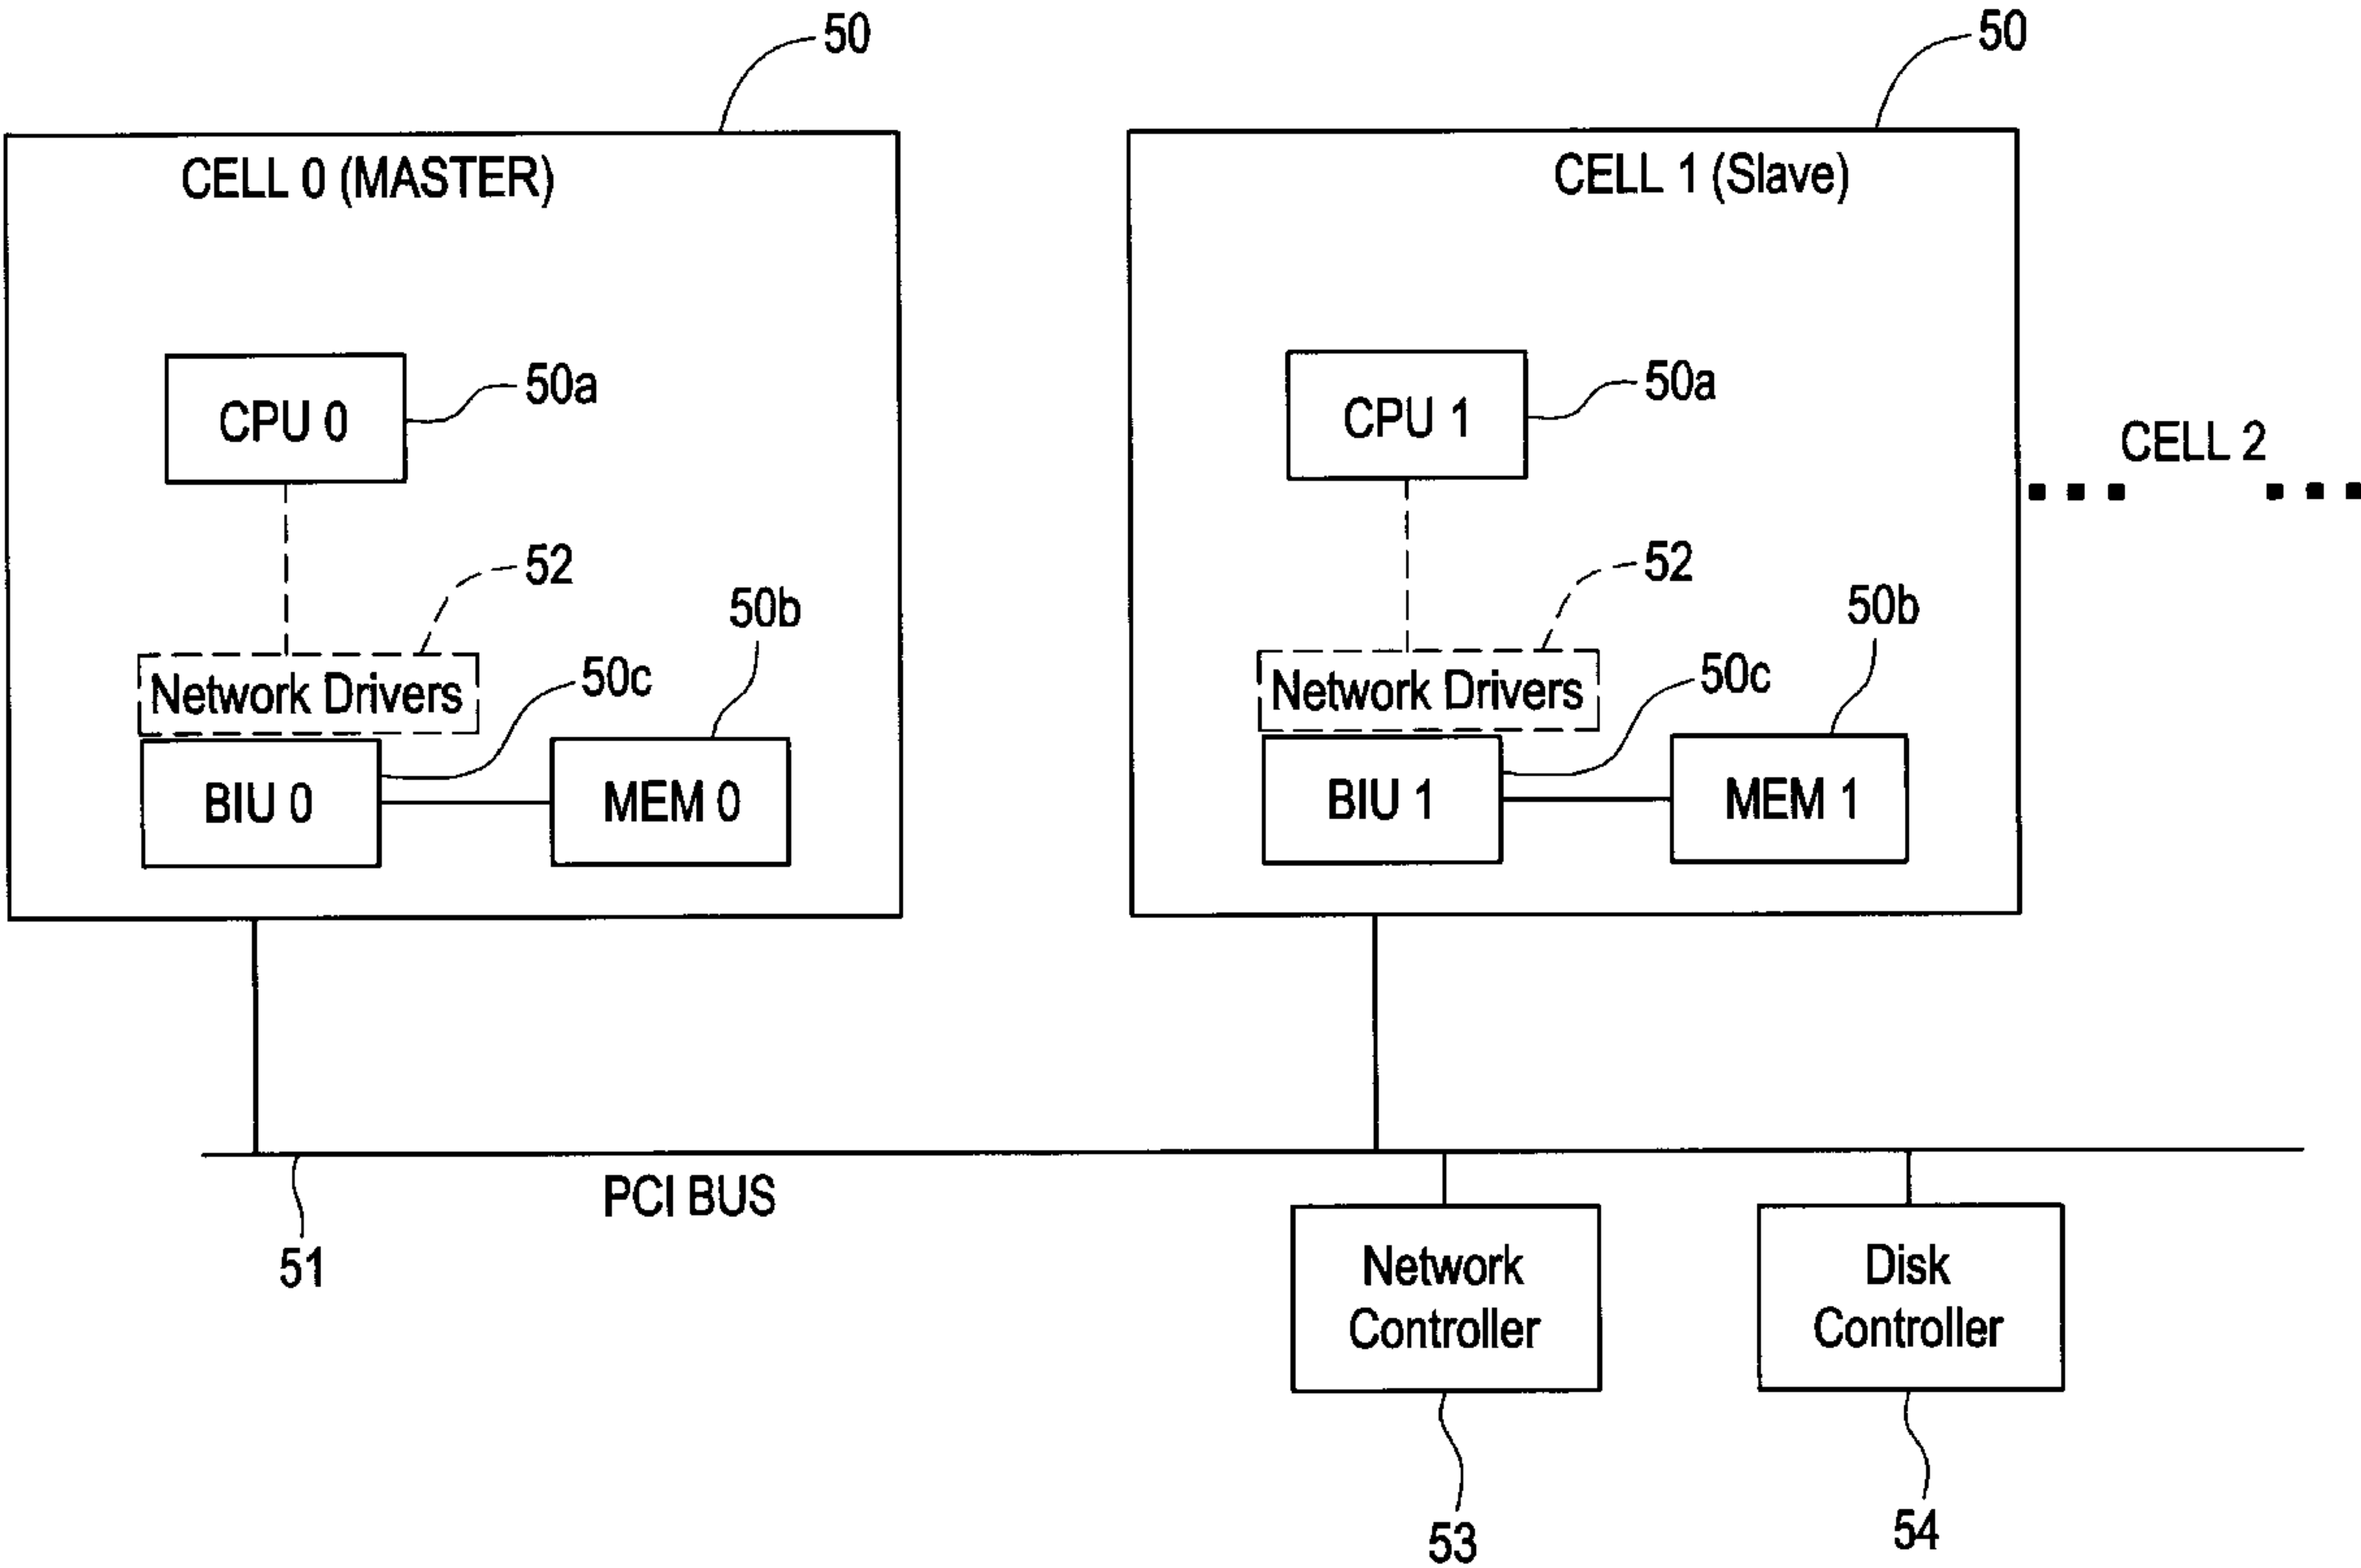 50
50
CELL 0 (MASTER)
CELL 1 (Slave)
CPU 0
50a
CPU 1
50a
CELL 2
52
52
50b
50b
Network Drivers
50c
Network Drivers
50c
BIU 0
MEM 0
BIU 1
MEM 1
PCI BUS
51
Network
Controller
Disk
Controller
53
54